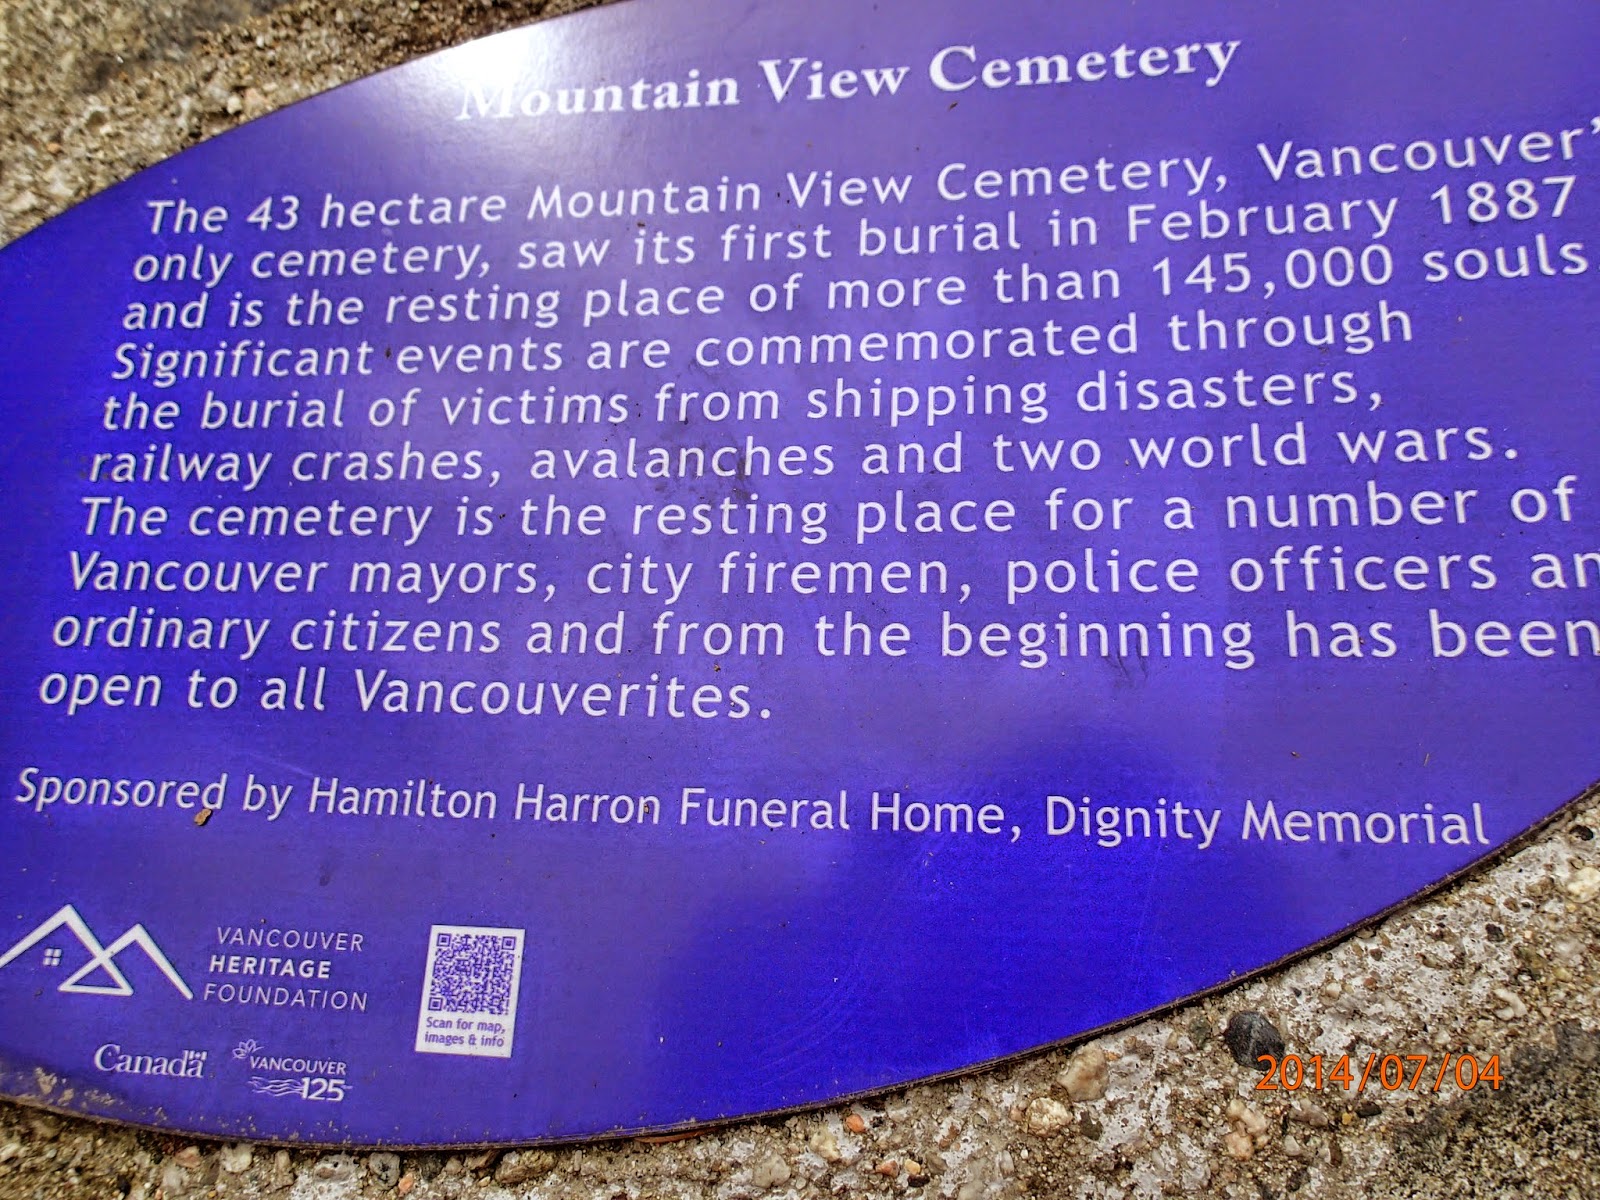 Mountain View Cemetery
The 43 hectare Mountain View Cemetery, Vancouver'
only cemetery, saw its first burial in February 1887
and is the resting place of more than 145,000 souls
Significant events are commemorated through
the burial of victims from shipping disasters,
railway crashes, avalanches and two world wars.
The cemetery is the resting place for a number of
Vancouver mayors, city firemen, police officers an
ordinary citizens and from the beginning has been
open to all Vancouverites.
Sponsored by Hamilton Harron Funeral Home, Dignity Memorial
VANCOUVER
HERITAGE
FOUNDATION
Scan for map,
images & info
Canada
VANCOUVER
125
2014/07/04